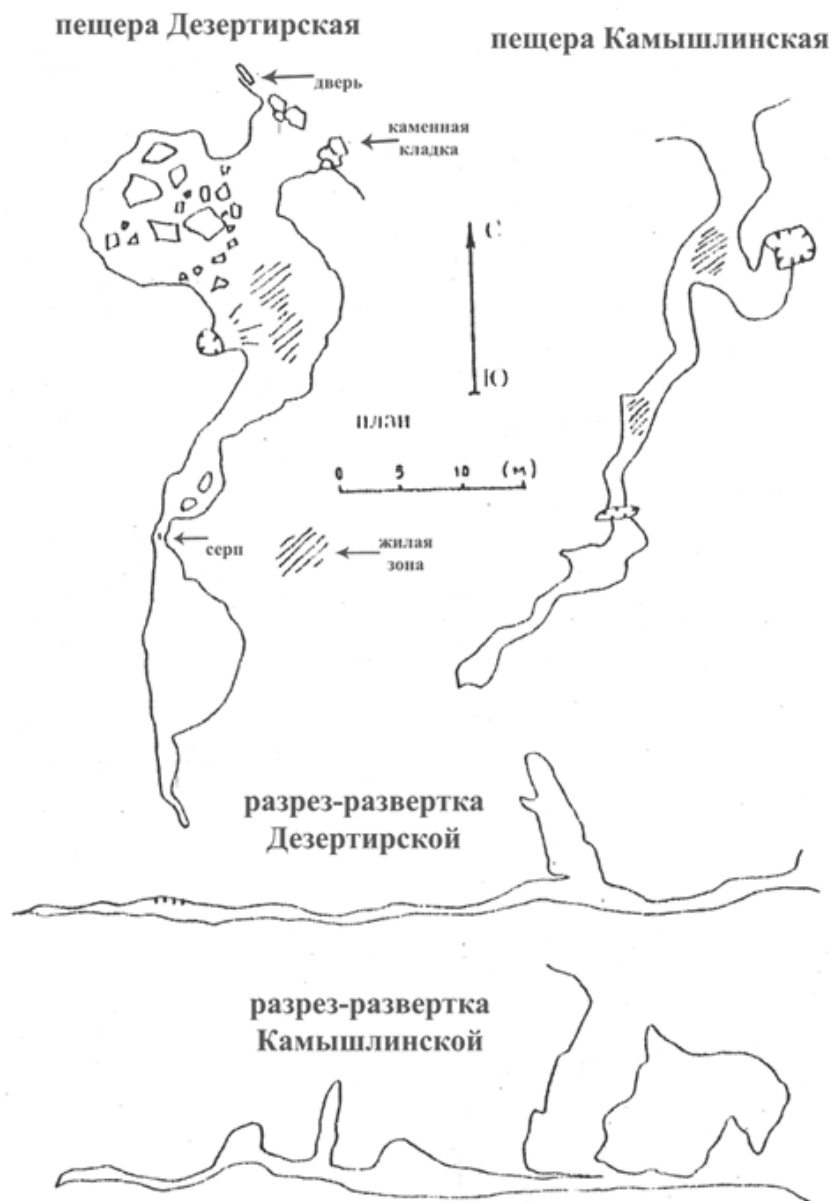 пещера Дезертирская
пещера Камышлинская
дверь
каменная
кладка
С
Ю
план
0 5 10 (м)
серп
жилая
зона
разрез-развертка
Дезертирской
разрез-развертка
Камышлинской